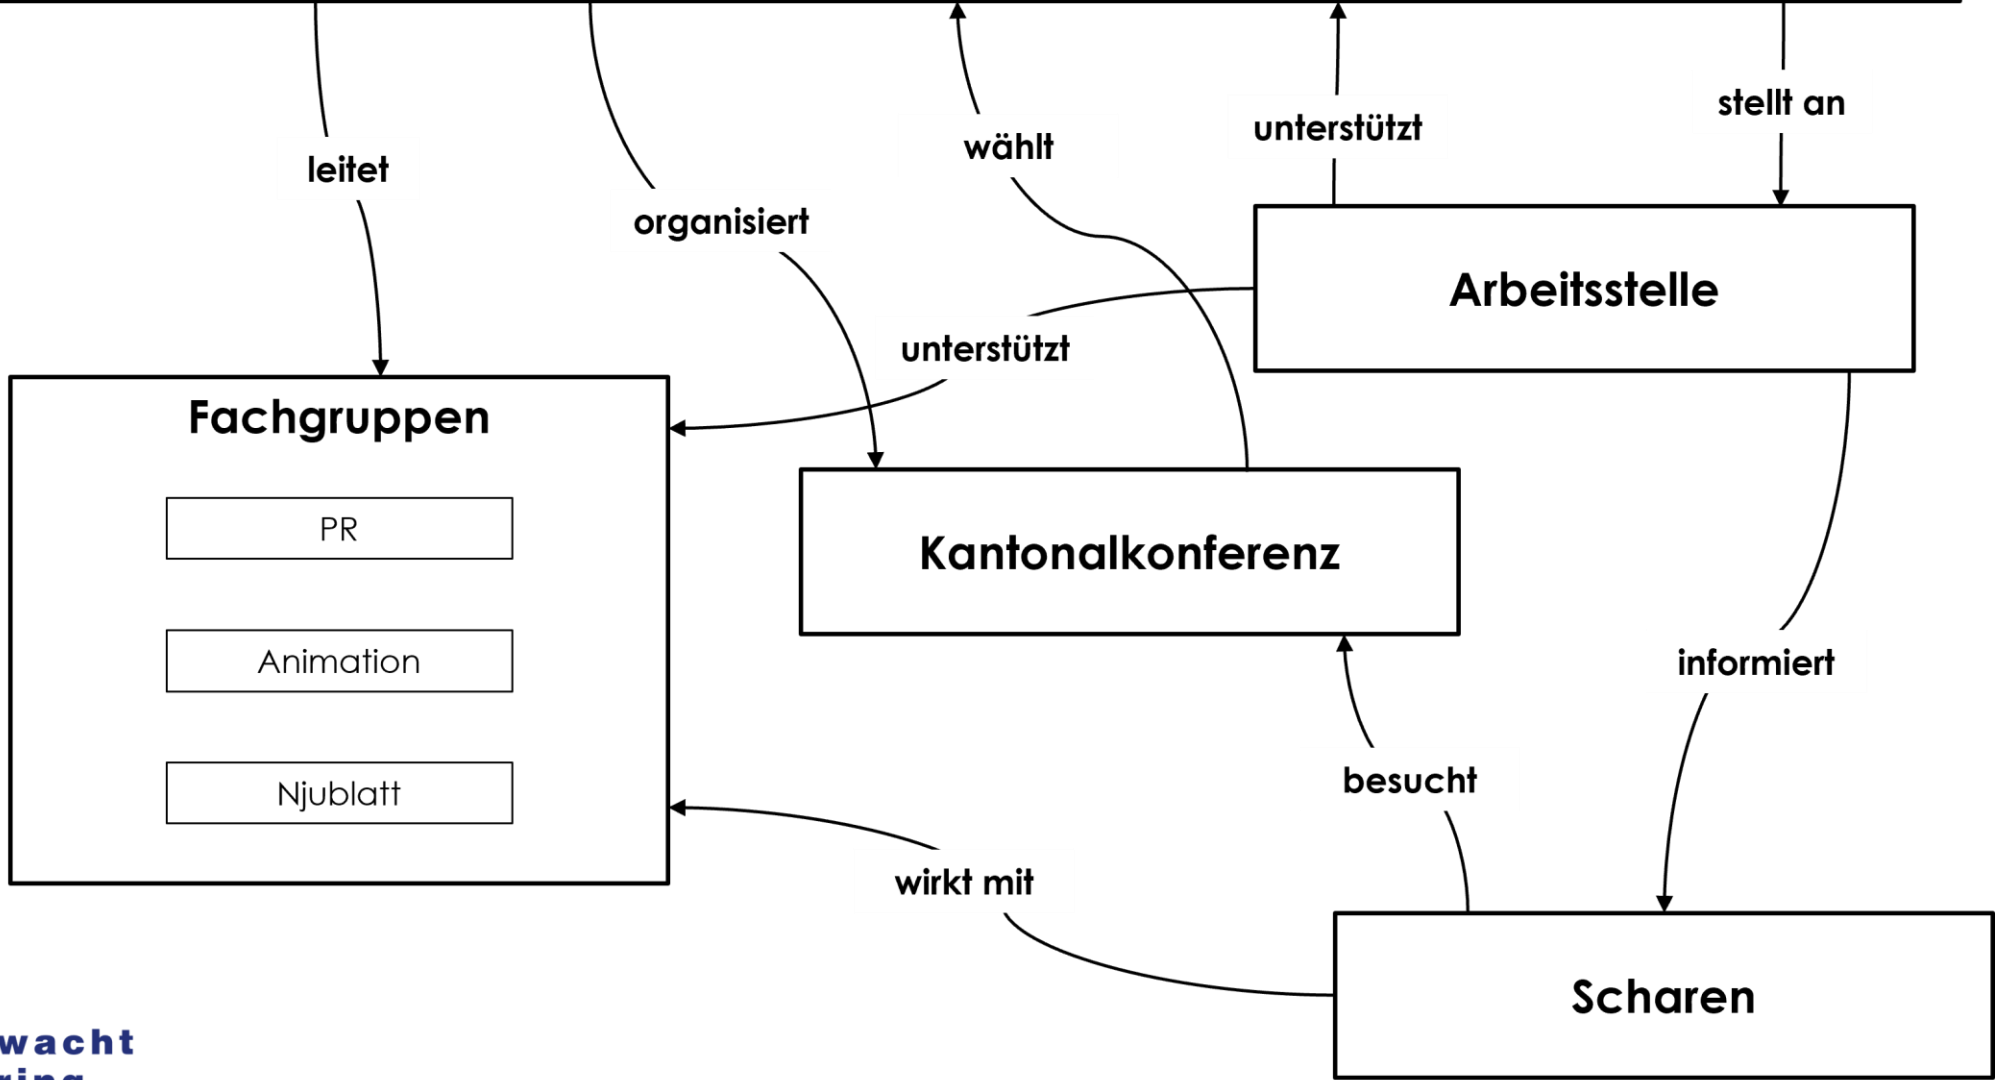 stellt an
unterstützt
wählt
leitet
organisiert
Arbeitsstelle
unterstützt
Fachgruppen
PR
Kantonalkonferenz
Animation
informiert
besucht
Njublatt
wirkt mit
Scharen
wacht
ring